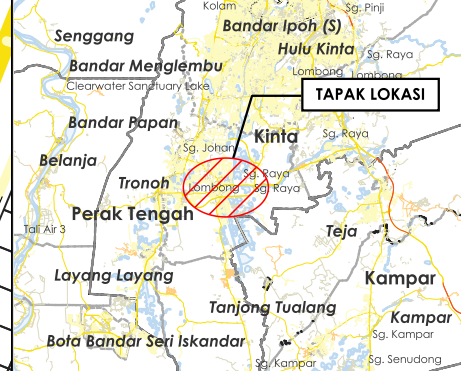 Kolam
Sg. Pinji
Bandar Ipoh (S)
Senggang
Hulu Kinta
Sg. Raya
Bandar Menglembu
Lombong
Lombong
Clearwater Sanctuary Lake
TAPAK LOKASI
Bandar Papan
Kinta
Sg. Raya
Sg. Johan
Belanja
Sg. Raya
Tronoh
Lombong
Sg. Raya
Perak Tengah
Tali Air 3
Teja
Layang Layang
Kampar
Tanjong Tualang
Kampar
Bota Bandar Seri Iskandar
Sg. Kampar
Sg. Kampar
Sg. Senudong